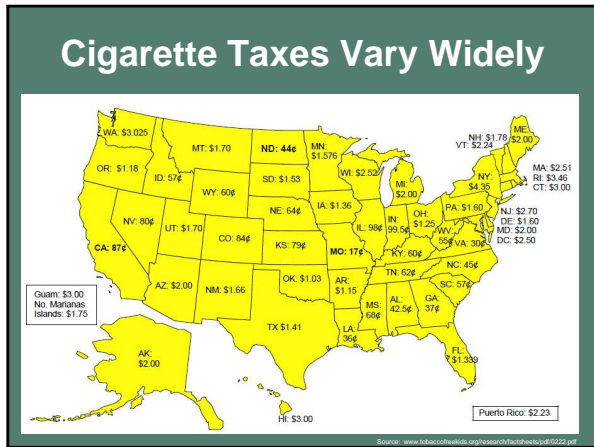 Cigarette Taxes Vary Widely
WA: $3.025
MT: $1.70
ND: 44¢
MN:
$1.576
NH: $1.78
VT: $2.24
ME:
$2.00
OR: $1.18
ID: 57¢
WY: 60¢
SD: $1.53
WI: $2.52
MI:
$2.00
NY:
$4.35
MA: $2.51
RI: $3.46
CT: $3.00
NV: 80¢
UT: $1.70
CO: 84¢
NE: 64¢
IA: $1.36
IL: 98¢
IN:
99.5¢
OH:
$1.25
PA: $1.60
NJ: $2.70
DE: $1.60
MD: $2.00
DC: $2.50
CA: 87¢
KS: 79¢
MO: 17¢
KY: 60¢
WV:
55¢
VA: 30¢
AZ: $2.00
NM: $1.66
OK: $1.03
AR:
$1.15
TN: 62¢
NC: 45¢
SC: 57¢
TX $1.41
LA:
36¢
MS:
68¢
AL:
42.5¢
GA:
37¢
FL:
$1.339
Guam: $3.00
No. Marianas
Islands: $1.75
AK:
$2.00
HI: $3.00
Puerto Rico: $2.23
Source: www.tobaccofreekids.org/research/factsheets/pdf/0222.pdf